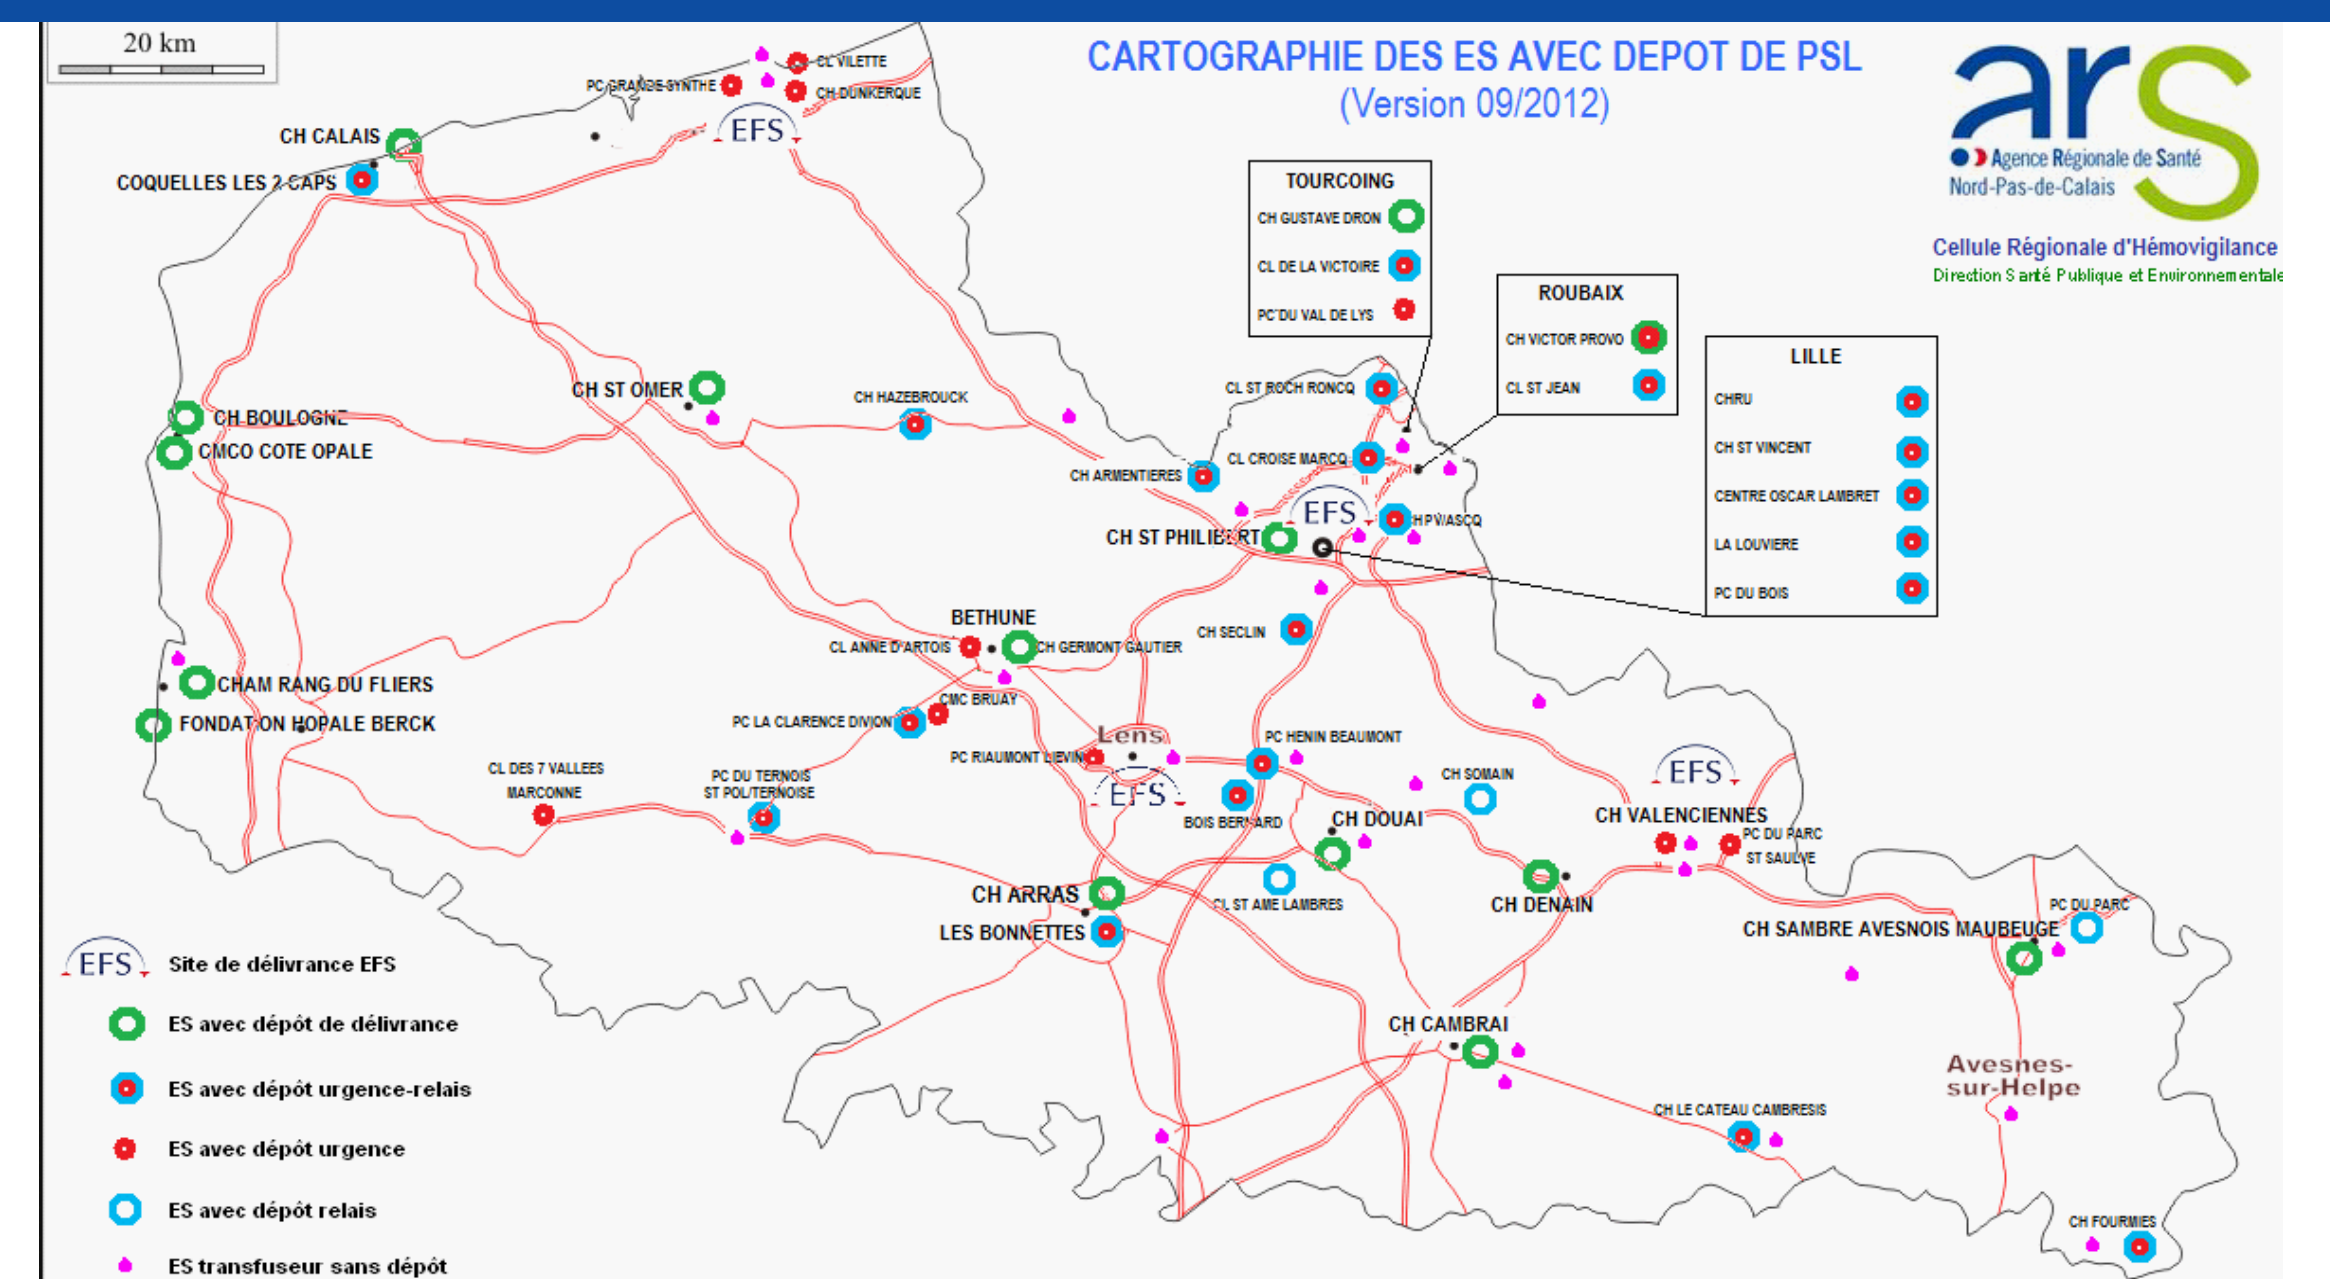 20 km
CARTOGRAPHIE DES ES AVEC DEPOT DE PSL
(Version 09/2012)
ars
Agence Régionale de Santé
Nord-Pas-de-Calais
Cellule Régionale d'Hémovigilance
Direction Santé Publique et Environnementale
CL VILETTE
PC GRANDE-SYNTHE
CH DUNKERQUE
EFS
CH CALAIS
COQUELLES LES 2 CAPS
TOURCOING
CH GUSTAVE DRON
CL DE LA VICTOIRE
PC DU VAL DE LYS
ROUBAIX
CH VICTOR PROVO
CL ST JEAN
LILLE
CHRU
CH ST VINCENT
CENTRE OSCAR LAMBRET
LA LOUVIERE
PC DU BOIS
CH ST OMER
CH HAZEBROUCK
CL ST ROCH RONCQ
CH BOULOGNE
CMCO COTE OPALE
CL CROISE MARCQ
CH ARMENTIERES
EFS
HPV/ASCQ
CH ST PHILIBERT
BETHUNE
CL ANNE D'ARTOIS
CH GERMONT GAUTIER
CH SECLIN
CHAM RANG DU FLIERS
FONDATION HOPALE BERCK
CMC BRUAY
PC LA CLARENCE DIVION
Lens
PC RIAUMONT LIEVIN
EFS
PC HENIN BEAUMONT
BOIS BERNARD
CL DES 7 VALLEES
MARCONNE
PC DU TERNOIS
ST POL/TERNOISE
CH SOMAIN
EFS
CH DOUAI
CH VALENCIENNES
PC DU PARC
ST SAULVE
CL ST AME LAMBRES
CH ARRAS
LES BONNETTES
CH DENAIN
PC DU PARC
CH SAMBRE AVESNOIS MAUBEUGE
CH CAMBRAI
Avesnes-
sur-Helpe
CH LE CATEAU CAMBRESIS
CH FOURMIES
EFS
Site de délivrance EFS
ES avec dépôt de délivrance
ES avec dépôt urgence-relais
ES avec dépôt urgence
ES avec dépôt relais
ES transfuseur sans dépôt